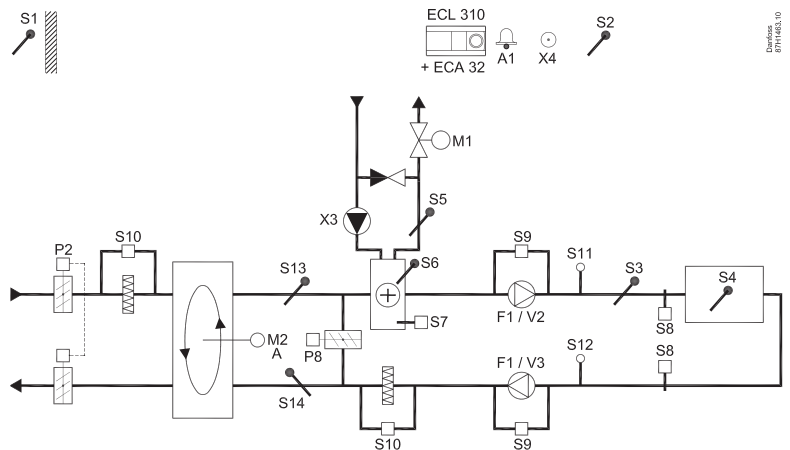 S1
ECL 310
+ ECA 32
A1
X4
S2
Danfoss
87H1463.10
M1
X3
S5
P2
S10
S13
S6
S9
S11
S3
S4
F1 / V2
S7
S8
M2
A
P8
S14
F1 / V3
S12
S8
S10
S9